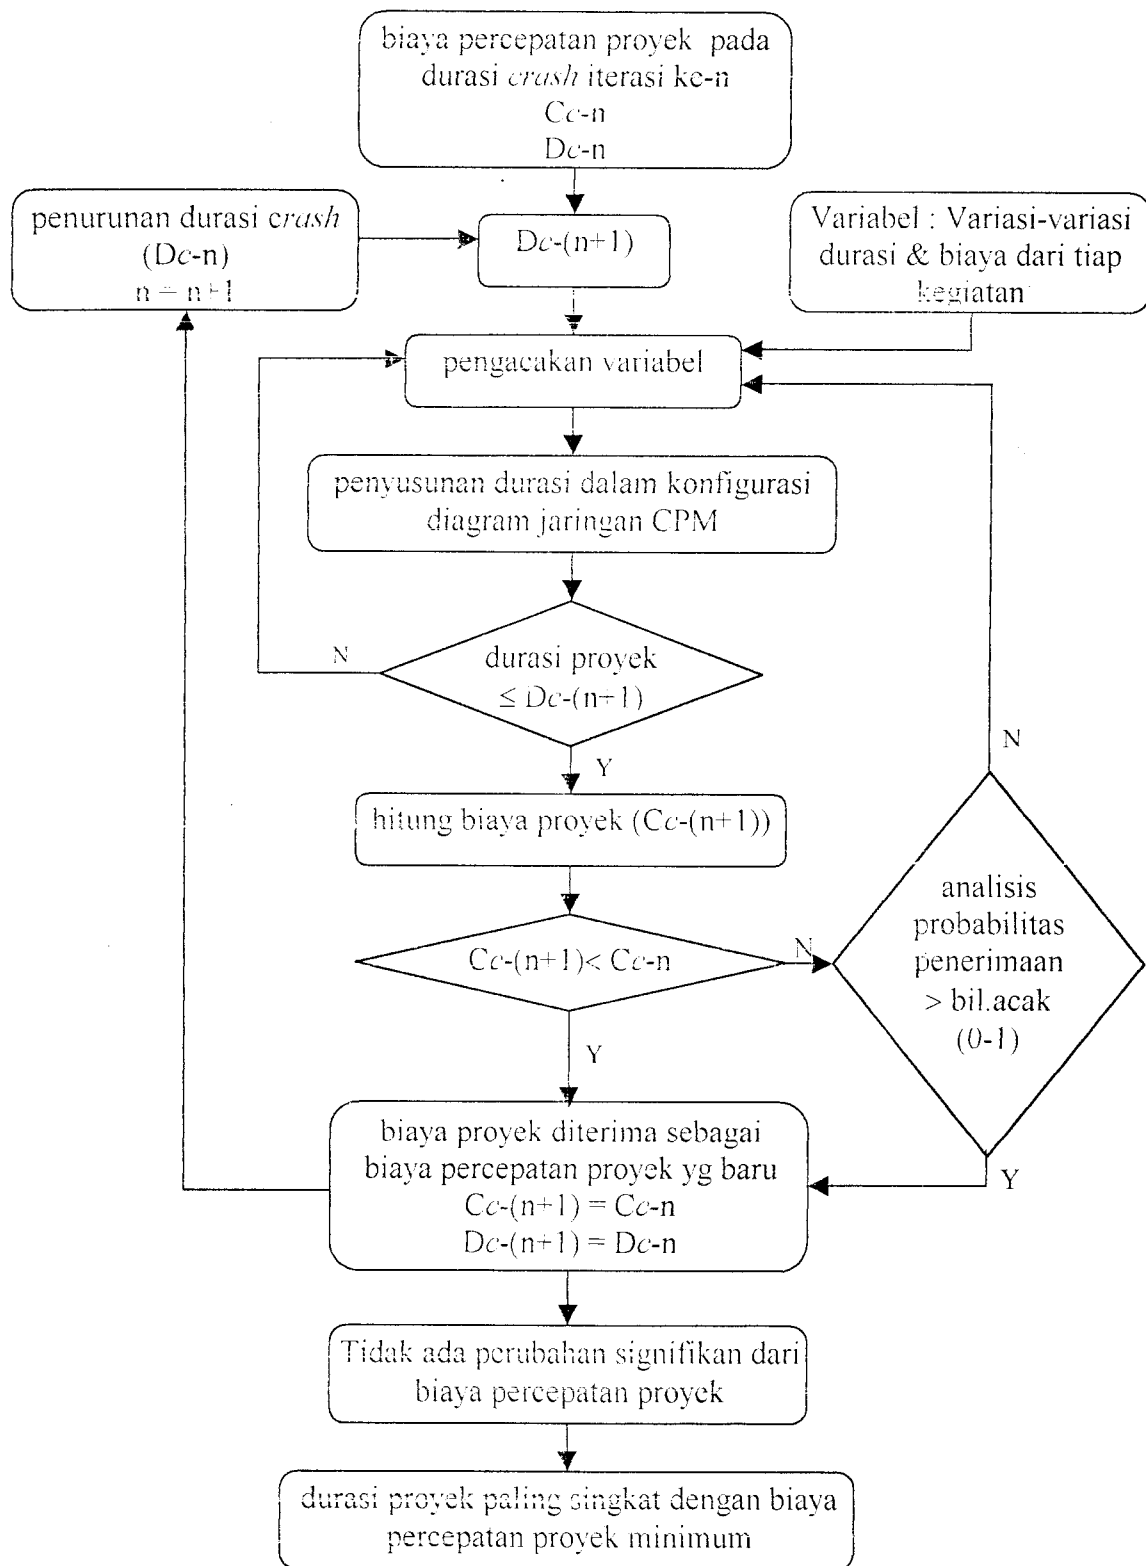 biaya percepatan proyek pada
durasi crash iterasi ke-n
Cc-n
Dc-n
penurunan durasi crash
(Dc-n)
n = n+1
Dc-(n+1)
Variabel : Variasi-variasi
durasi & biaya dari tiap
kegiatan
pengacakan variabel
penyusunan durasi dalam konfigurasi
diagram jaringan CPM
N
durasi proyek
≤ Dc-(n+1)
N
Y
hitung biaya proyek (Cc-(n+1))
analisis
probabilitas
penerimaan
> bil.acak
(0-1)
Cc-(n+1)< Cc-n
N
Y
biaya proyek diterima sebagai
biaya percepatan proyek yg baru
Cc-(n+1) = Cc-n
Dc-(n+1) = Dc-n
Y
Tidak ada perubahan signifikan dari
biaya percepatan proyek
durasi proyek paling singkat dengan biaya
percepatan proyek minimum